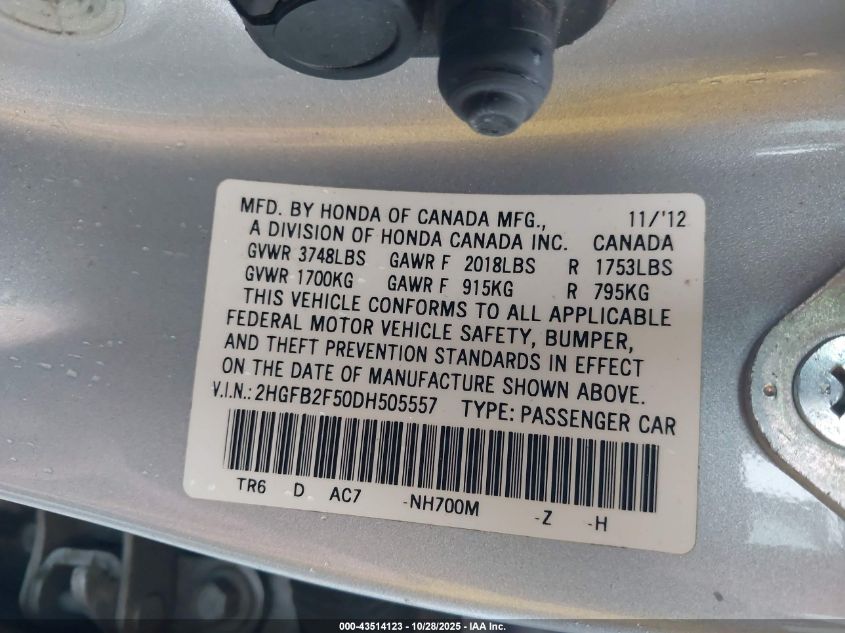 MFD. BY HONDA OF CANADA MFG., 11/'12
A DIVISION OF HONDA CANADA INC. CANADA
GVWR 3748LBS GAWR F 2018LBS R 1753LBS
GVWR 1700KG GAWR F 915KG R 795KG
THIS VEHICLE CONFORMS TO ALL APPLICABLE
FEDERAL MOTOR VEHICLE SAFETY, BUMPER,
AND THEFT PREVENTION STANDARDS IN EFFECT
ON THE DATE OF MANUFACTURE SHOWN ABOVE.
V.I.N.: 2HGFB2F50DH505557 TYPE: PASSENGER CAR
TR6 D AC7 -NH700M -Z -H
000-43514123 - 10/28/2025 - IAA Inc.